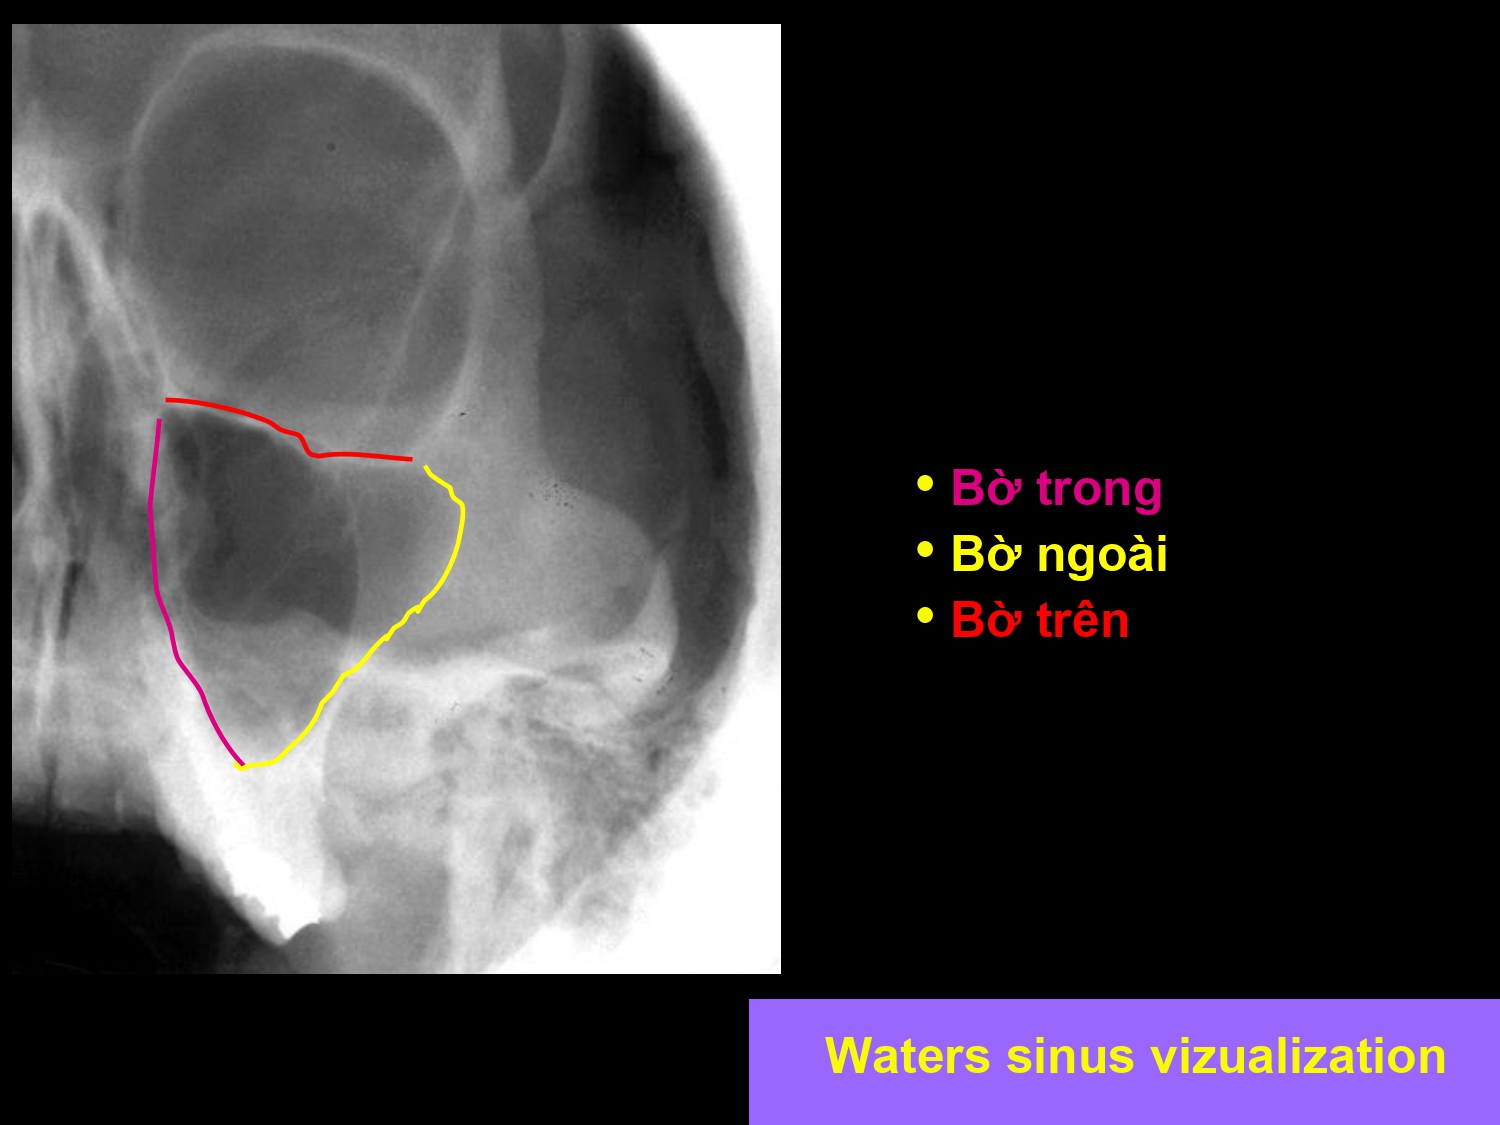 • Bờ trong
• Bờ ngoài
• Bờ trên
Waters sinus vizualization